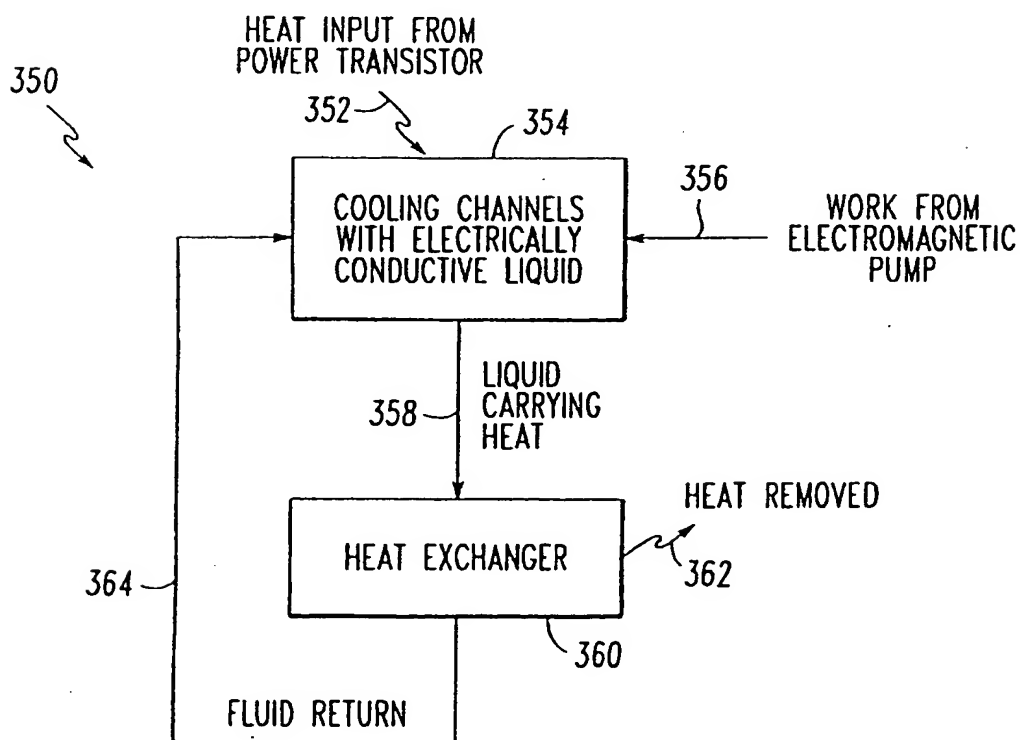 HEAT INPUT FROM
POWER TRANSISTOR
350
352
354
COOLING CHANNELS
WITH ELECTRICALLY
CONDUCTIVE LIQUID
356
WORK FROM
ELECTROMAGNETIC
PUMP
358
LIQUID
CARRYING
HEAT
HEAT EXCHANGER
HEAT REMOVED
362
364
360
FLUID RETURN